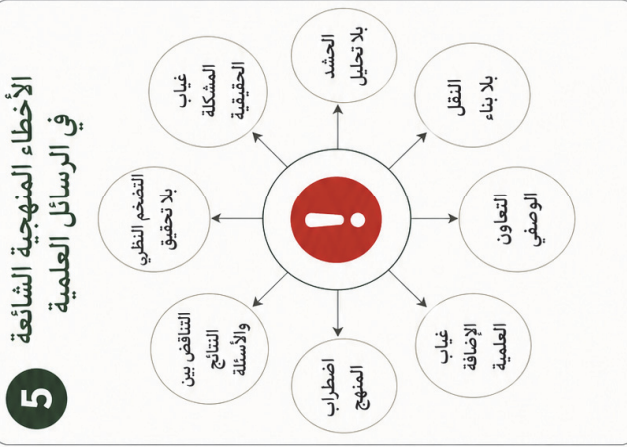 5
الأخطاء المنهجية الشائعة
في الرسائل العلمية
غياب
المشكلة
الحقيقية
الحشد
بلا تحليل
النقل
بلا بناء
التعاون
الوصفي
غياب
الإضافة
العلمية
اضطراب
المنهج
التناقض بين
النتائج
والأسئلة
التضخم النظري
بلا تحقيق